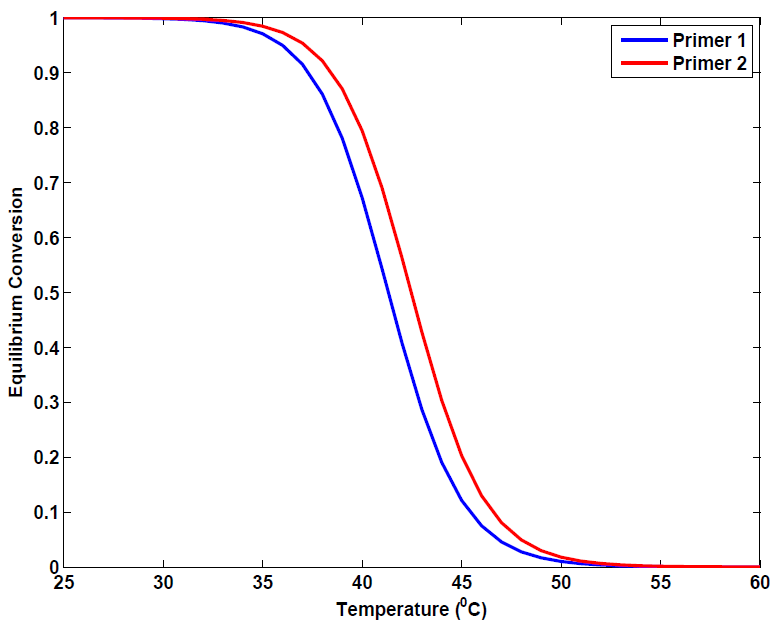 Primer 1
Primer 2
1
0.9
0.8
0.7
0.6
0.5
0.4
0.3
0.2
0.1
0
Equilibrium Conversion
25 30 35 40 45 50 55 60
Temperature (⁰C)